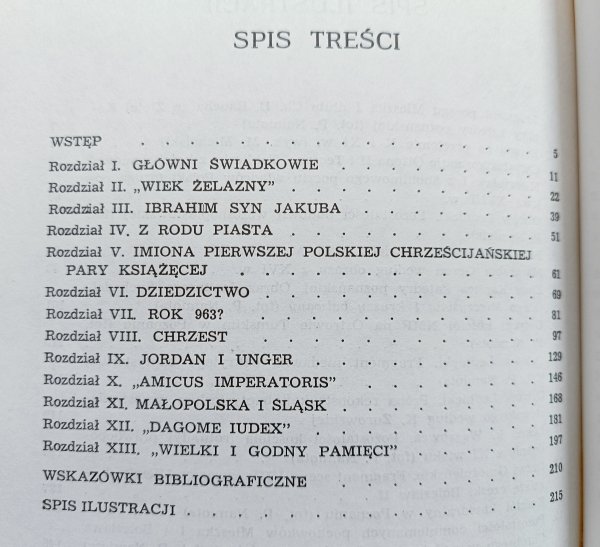 SPIS TREŚCI
WSTĘP . . . . . . . . . . . . . 5
Rozdział I. GŁÓWNI ŚWIADKOWIE . . . . . . . 11
Rozdział II. „WIEK ŻELAZNY” . . . . . . . . 22
Rozdział III. IBRAHIM SYN JAKUBA . . . . . . 39
Rozdział IV. Z RODU PIASTA . . . . . . . . 51
Rozdział V. IMIONA PIERWSZEJ POLSKIEJ CHRZEŚCIJAŃSKIEJ
PARY KSIĄŻĘCEJ . . . . . . . . . . 61
Rozdział VI. DZIEDZICTWO . . . . . . . . . 69
Rozdział VII. ROK 963? . . . . . . . . . . 81
Rozdział VIII. CHRZEST . . . . . . . . . . 97
Rozdział IX. JORDAN I UNGER . . . . . . . . 129
Rozdział X. „AMICUS IMPERATORIS” . . . . . . 146
Rozdział XI. MAŁOPOLSKA I ŚLĄSK . . . . . . 168
Rozdział XII. „DAGOME IUDEX” . . . . . . . 181
Rozdział XIII. „WIELKI I GODNY PAMIĘCI” . . . . 197
WSKAZÓWKI BIBLIOGRAFICZNE . . . . . . . . 210
SPIS ILUSTRACJI . . . . . . . . . . . . 215